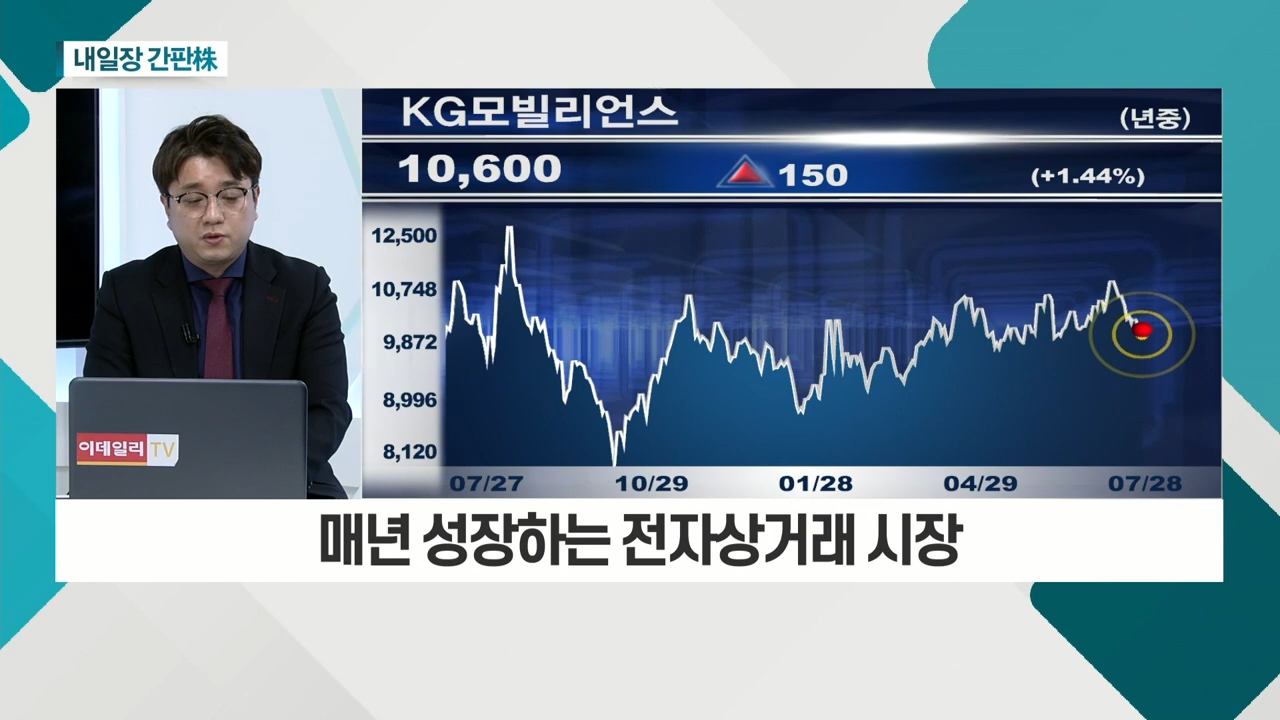 내일장 간판株
KG모빌리언스
(년중)
10,600
150
(+1.44%)
12,500
10,748
9,872
8,996
8,120
07/27
10/29
01/28
04/29
07/28
이데일리 TV
매년 성장하는 전자상거래 시장